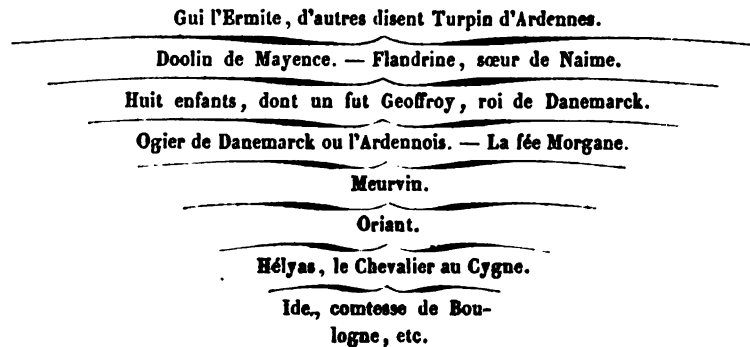 Gui l'Ermite, d'autres disent Turpin d'Ardennes.
Doolin de Mayence. — Flandrine, sœur de Naime.
Huit enfants, dont un fut Geoffroy, roi de Danemarck.
Ogier de Danemarck ou l'Ardennois. — La fée Morgane.
Meurvin.
Oriant.
Hélyas, le Chevalier au Cygne.
Ide, comtesse de Bou-
logne, etc.